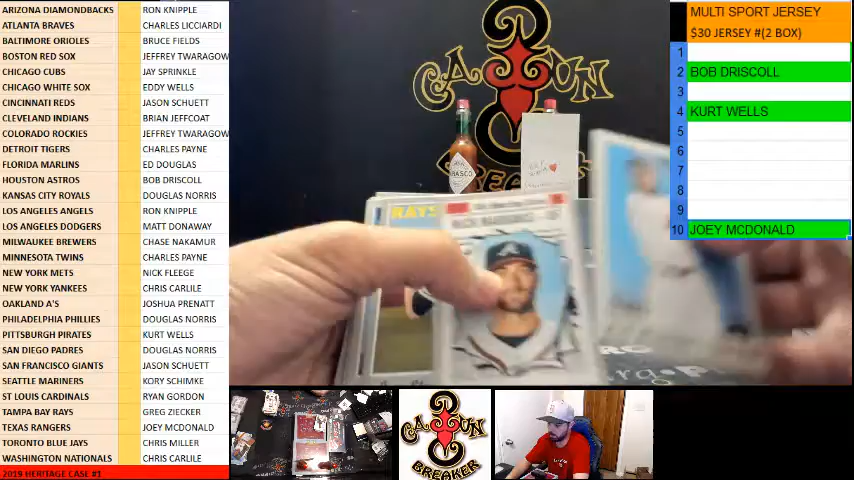 ARIZONA DIAMONDBACKS RON KNIPPLE
ATLANTA BRAVES CHARLES LICCIARDI
BALTIMORE ORIOLES BRUCE FIELDS
BOSTON RED SOX JEFFREY TWARAGOW
CHICAGO CUBS JAY SPRINKLE
CHICAGO WHITE SOX EDDY WELLS
CINCINNATI REDS JASON SCHUETT
CLEVELAND INDIANS BRIAN JEFFCOAT
COLORADO ROCKIES JEFFREY TWARAGOW
DETROIT TIGERS CHARLES PAYNE
FLORIDA MARLINS ED DOUGLAS
HOUSTON ASTROS BOB DRISCOLL
KANSAS CITY ROYALS DOUGLAS NORRIS
LOS ANGELES ANGELS RON KNIPPLE
LOS ANGELES DODGERS MATT DONAWAY
MILWAUKEE BREWERS CHASE NAKAMUR
MINNESOTA TWINS CHARLES PAYNE
NEW YORK METS NICK FLEEGE
NEW YORK YANKEES CHRIS CARLILE
OAKLAND A'S JOSHUA PRENATT
PHILADELPHIA PHILLIES DOUGLAS NORRIS
PITTSBURGH PIRATES KURT WELLS
SAN DIEGO PADRES DOUGLAS NORRIS
SAN FRANCISCO GIANTS JASON SCHUETT
SEATTLE MARINERS KORY SCHIMKE
ST LOUIS CARDINALS RYAN GORDON
TAMPA BAY RAYS GREG ZIECKER
TEXAS RANGERS JOEY MCDONALD
TORONTO BLUE JAYS CHRIS MILLER
WASHINGTON NATIONALS CHRIS CARLILE
2019 HERITAGE CASE #1
MULTI SPORT JERSEY
$30 JERSEY #(2 BOX)
1
2 BOB DRISCOLL
3
4 KURT WELLS
5
6
7
8
9
10 JOEY MCDONALD
TABASCO
RAYS
CAJUN
BREAKER